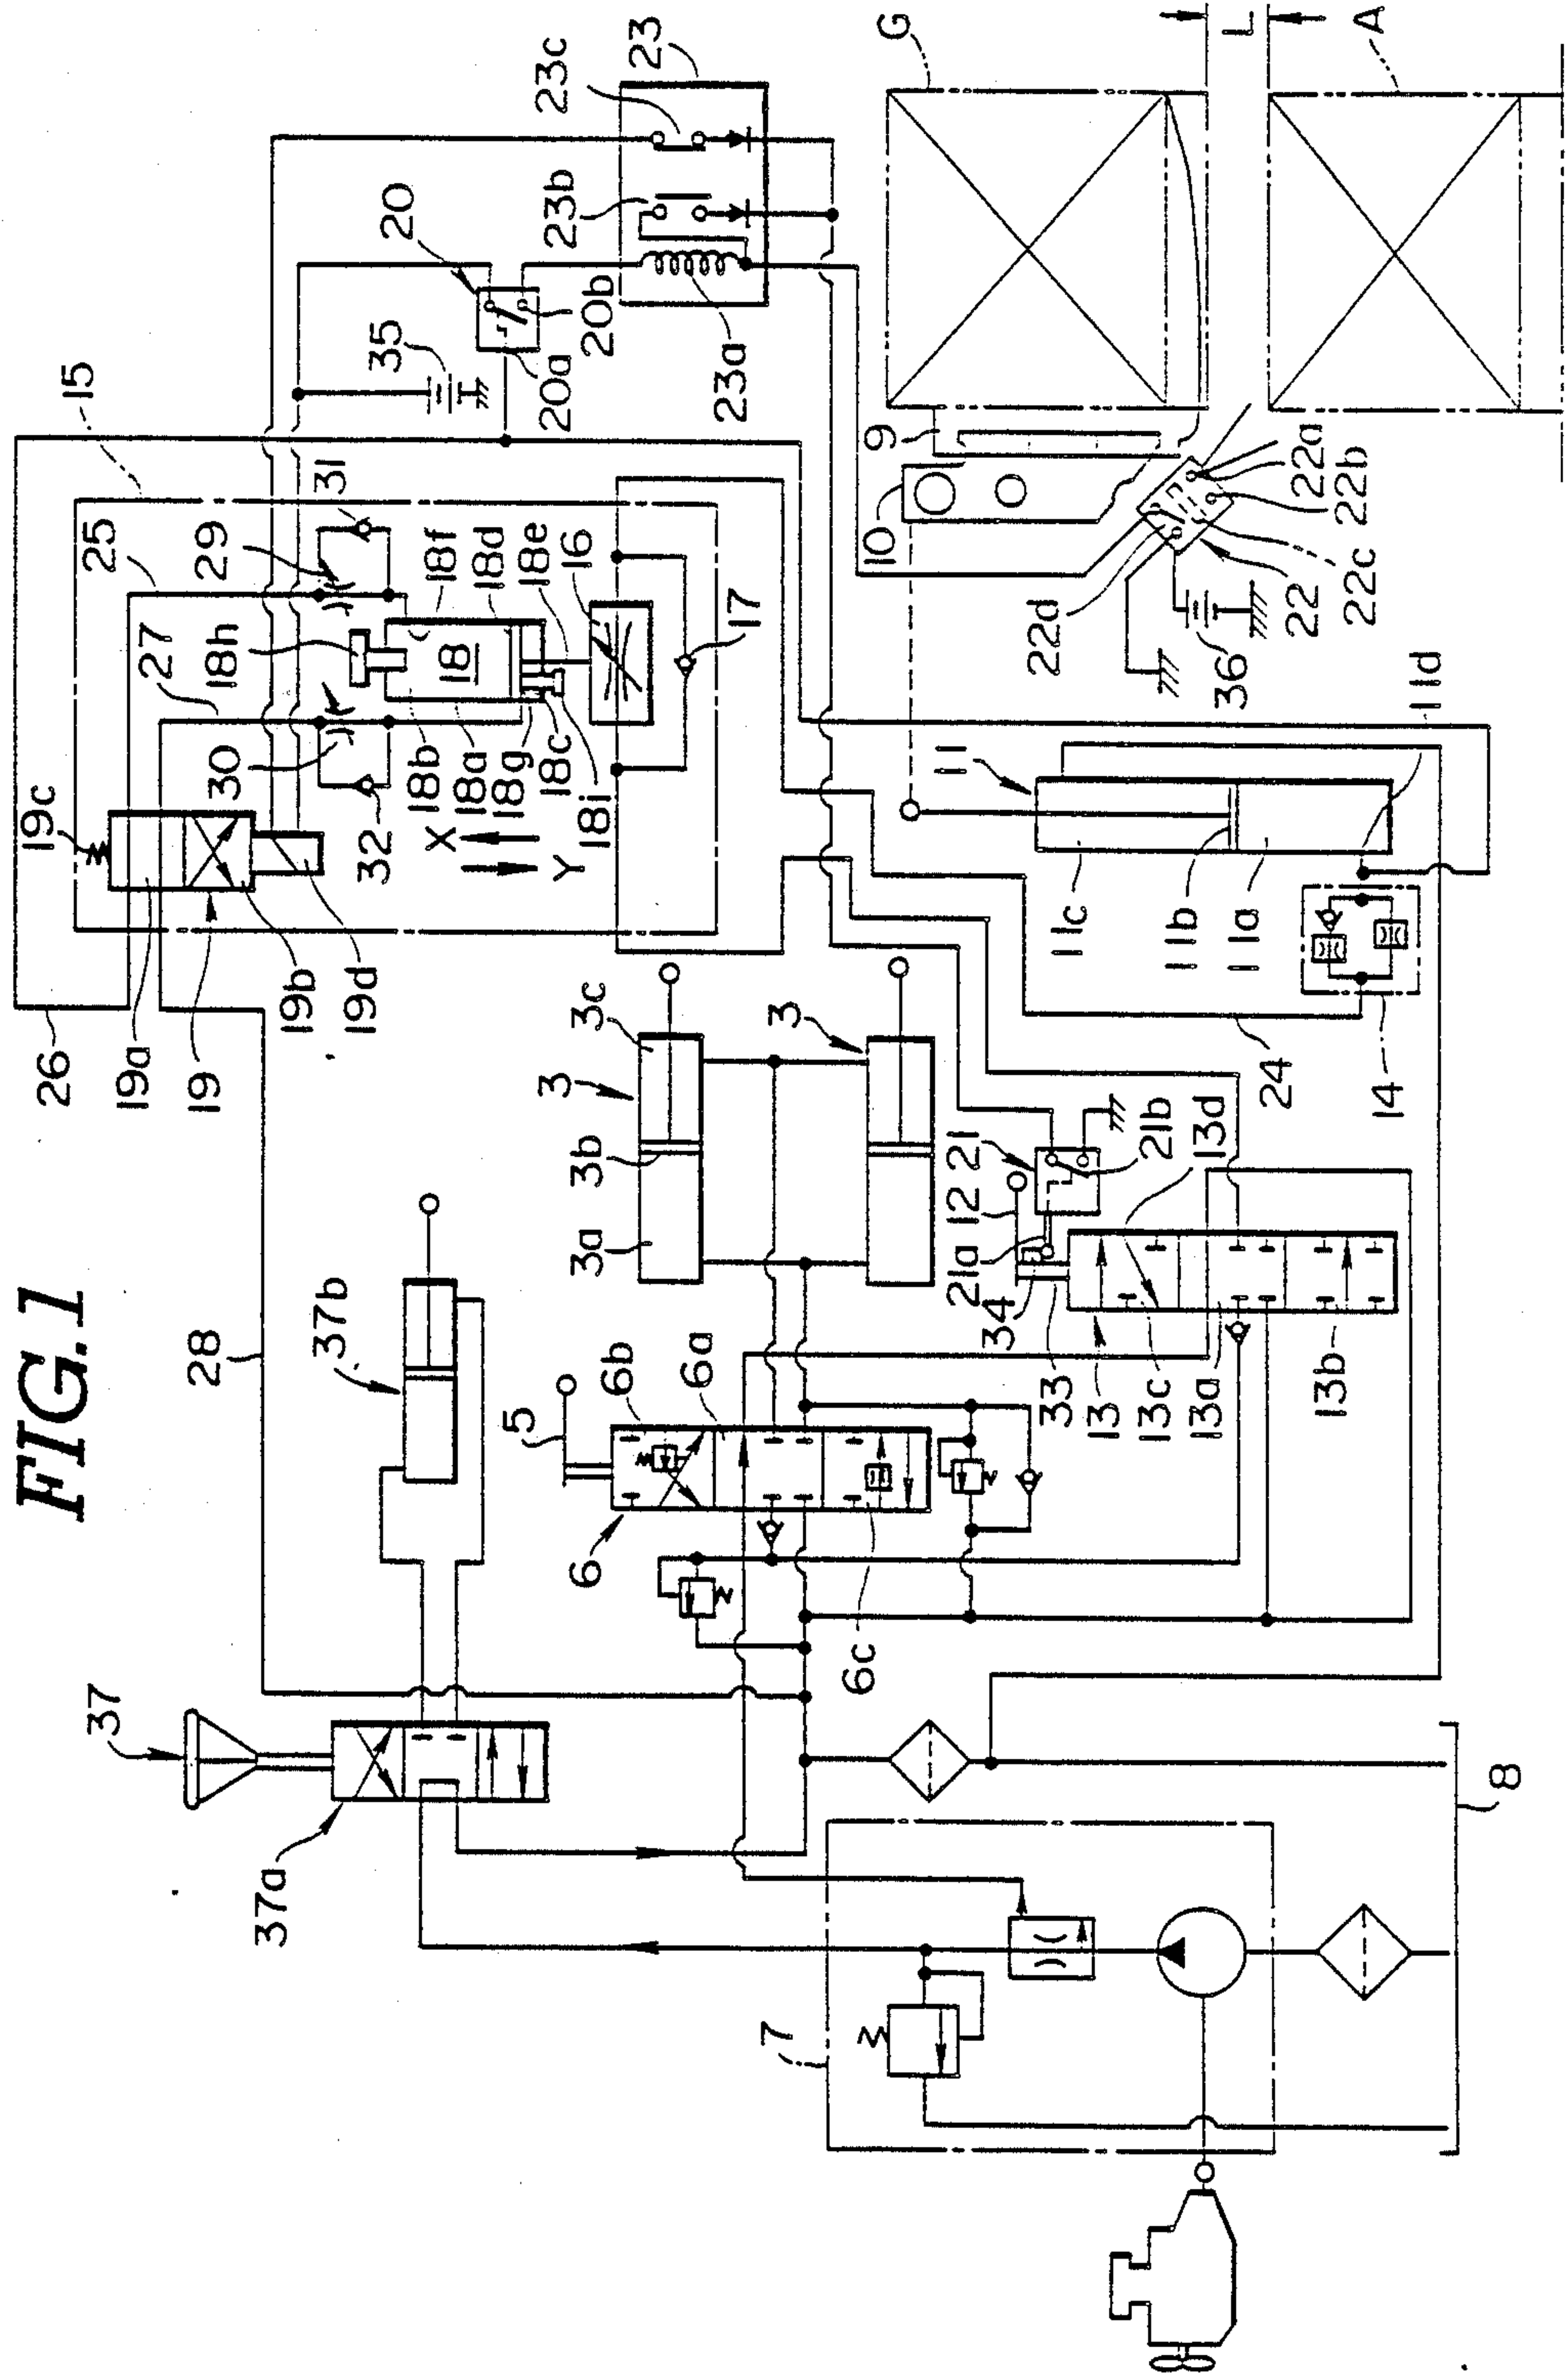 FIG.1
15
19c
27
18h
25
29
31
20
35
23c
23
23b
20b
20a
23a
G
L
A
30
32
X
Y
18f
18
18d
18e
18b
18a
18g
18c
18i
16
17
9
10
22a
22b
22c
22
22d
36
11d
11
11c
11b
11a
14
24
26
19a
19
19b
19d
3c
3
3b
3a
3
12
21
21b
13d
21a
34
33
13
13c
13a
13b
28
37b
5
6b
6a
6
6c
37
37a
7
8